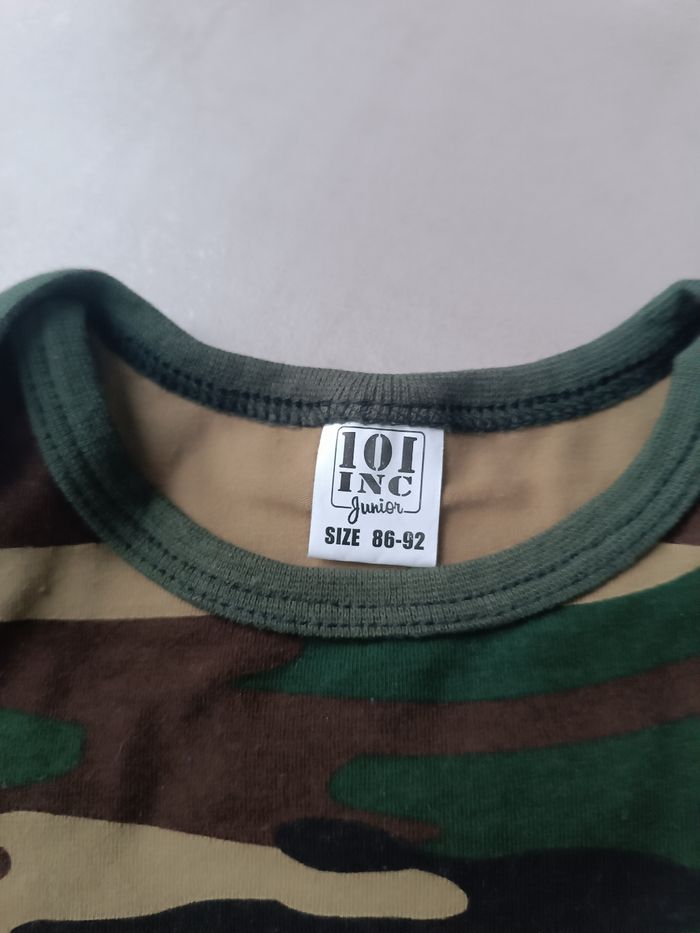 101
INC
Junior
SIZE 86-92